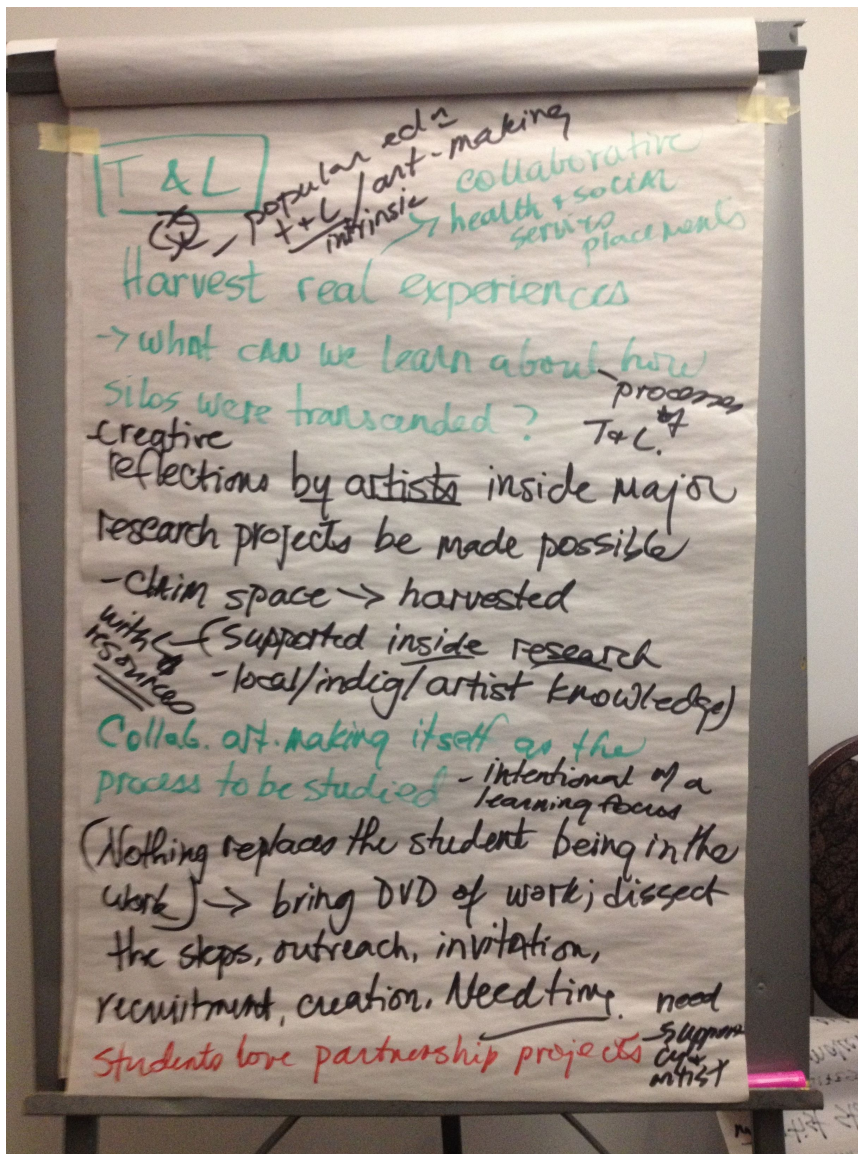 T & L
popular ed
T+L / art-making
intrinsic
collaborative
→ health & social
placements
Harvest real experiences
→ what can we learn about how
silos were transcended?
- processes
of
T & L.
- creative
reflections by artists inside major
research projects be made possible
- claim space → harvested
with
resources
(supported inside research
- local/indig/artist knowledge)
Collab. art-making itself as the
process to be studied
- intentional
learning focus
(Nothing replaces the student being in the
work) → bring DVD of work; dissect
the steps, outreach, invitation,
recruitment, creation. Need time.
Students love partnership projects
need
artist